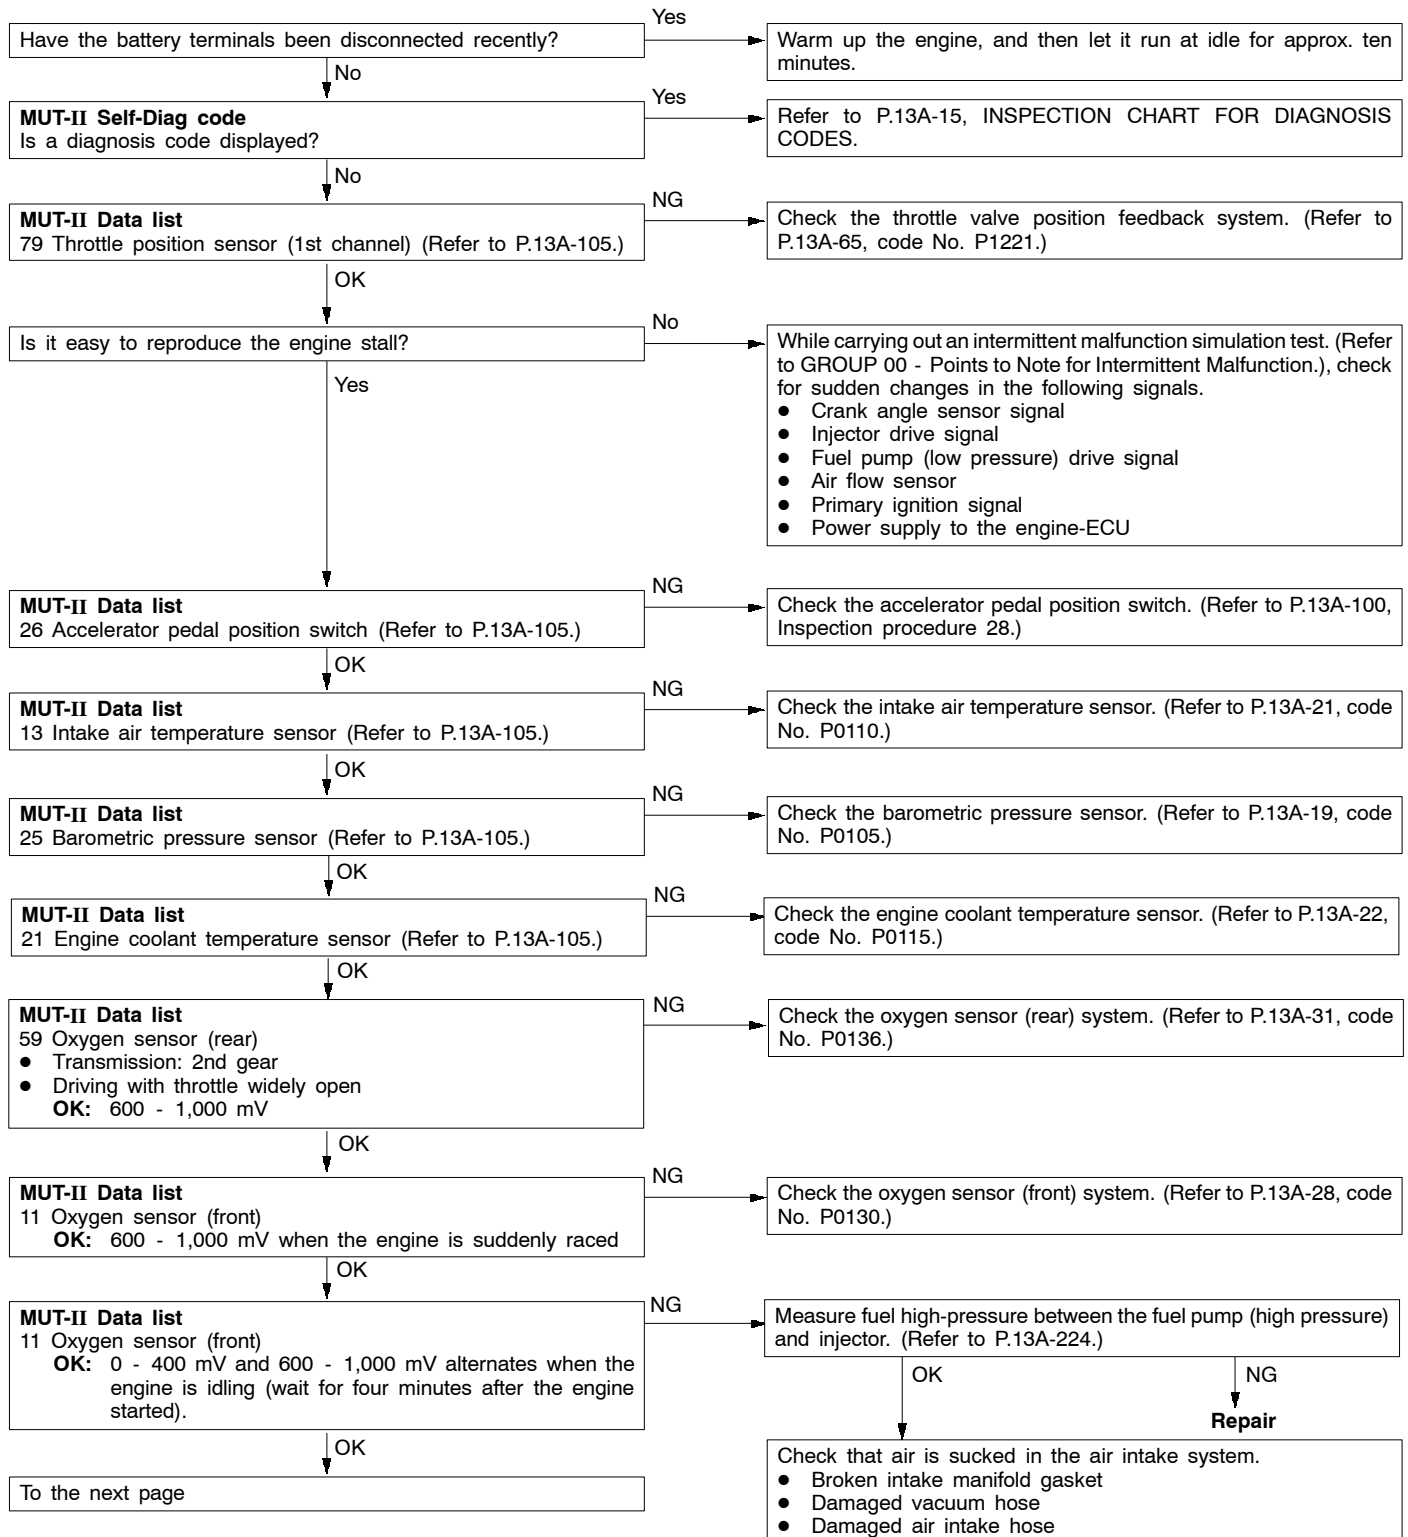 Have the battery terminals been disconnected recently?
Yes
Warm up the engine, and then let it run at idle for approx. ten
minutes.
No
MUT-II Self-Diag code
Is a diagnosis code displayed?
Yes
Refer to P.13A-15, INSPECTION CHART FOR DIAGNOSIS
CODES.
No
MUT-II Data list
79 Throttle position sensor (1st channel) (Refer to P.13A-105.)
NG
Check the throttle valve position feedback system. (Refer to
P.13A-65, code No. P1221.)
OK
Is it easy to reproduce the engine stall?
No
While carrying out an intermittent malfunction simulation test. (Refer
to GROUP 00 - Points to Note for Intermittent Malfunction.), check
for sudden changes in the following signals.
● Crank angle sensor signal
● Injector drive signal
● Fuel pump (low pressure) drive signal
● Air flow sensor
● Primary ignition signal
● Power supply to the engine-ECU
Yes
MUT-II Data list
26 Accelerator pedal position switch (Refer to P.13A-105.)
NG
Check the accelerator pedal position switch. (Refer to P.13A-100,
Inspection procedure 28.)
OK
MUT-II Data list
13 Intake air temperature sensor (Refer to P.13A-105.)
NG
Check the intake air temperature sensor. (Refer to P.13A-21, code
No. P0110.)
OK
MUT-II Data list
25 Barometric pressure sensor (Refer to P.13A-105.)
NG
Check the barometric pressure sensor. (Refer to P.13A-19, code
No. P0105.)
OK
MUT-II Data list
21 Engine coolant temperature sensor (Refer to P.13A-105.)
NG
Check the engine coolant temperature sensor. (Refer to P.13A-22,
code No. P0115.)
OK
MUT-II Data list
59 Oxygen sensor (rear)
● Transmission: 2nd gear
● Driving with throttle widely open
OK: 600 - 1,000 mV
NG
Check the oxygen sensor (rear) system. (Refer to P.13A-31, code
No. P0136.)
OK
MUT-II Data list
11 Oxygen sensor (front)
OK: 600 - 1,000 mV when the engine is suddenly raced
NG
Check the oxygen sensor (front) system. (Refer to P.13A-28, code
No. P0130.)
OK
MUT-II Data list
11 Oxygen sensor (front)
OK: 0 - 400 mV and 600 - 1,000 mV alternates when the
engine is idling (wait for four minutes after the engine
started).
NG
Measure fuel high-pressure between the fuel pump (high pressure)
and injector. (Refer to P.13A-224.)
OK
NG
Repair
Check that air is sucked in the air intake system.
● Broken intake manifold gasket
● Damaged vacuum hose
● Damaged air intake hose
OK
To the next page